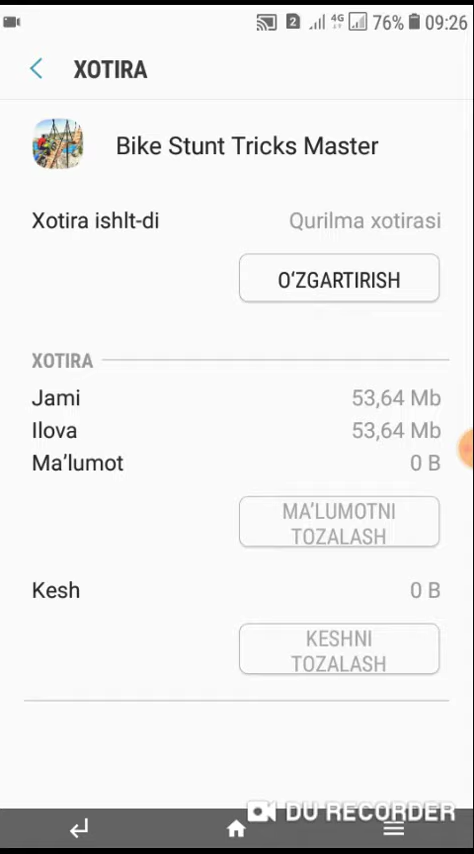 2 4G 76% 09:26
XOTIRA
Bike Stunt Tricks Master
Xotira ishlt-di Qurilma xotirasi
O‘ZGARTIRISH
XOTIRA
Jami 53,64 Mb
Ilova 53,64 Mb
Ma’lumot 0 B
MA’LUMOTNI
TOZALASH
Kesh 0 B
KESHNI
TOZALASH
DU RECORDER